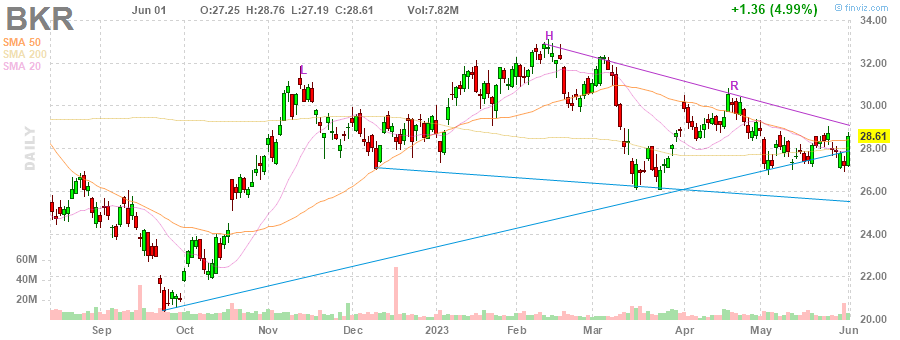 BKR
Jun 01 O:27.25 H:28.76 L:27.19 C:28.61 Vol:7.82M +1.36 (4.99%) © finviz.com
SMA 50
SMA 200
SMA 20
DAILY
L
H
R
34.00
32.00
30.00
28.61
28.00
26.00
24.00
22.00
20.00
60M
40M
20M
Sep Oct Nov Dec 2023 Feb Mar Apr May Jun